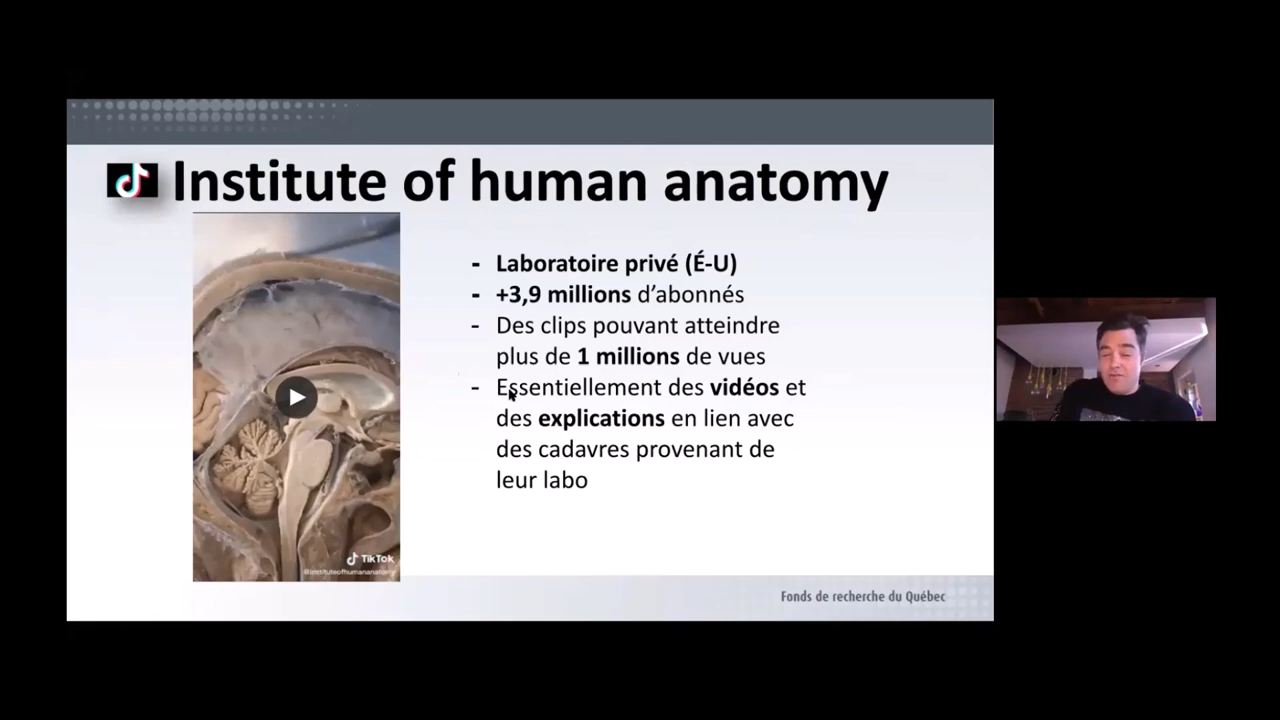 Institute of human anatomy
- Laboratoire privé (É-U)
- +3,9 millions d’abonnés
- Des clips pouvant atteindre
plus de 1 millions de vues
- Essentiellement des vidéos et
des explications en lien avec
des cadavres provenant de
leur labo
TikTok
@instituteofhumananatomy
Fonds de recherche du Québec